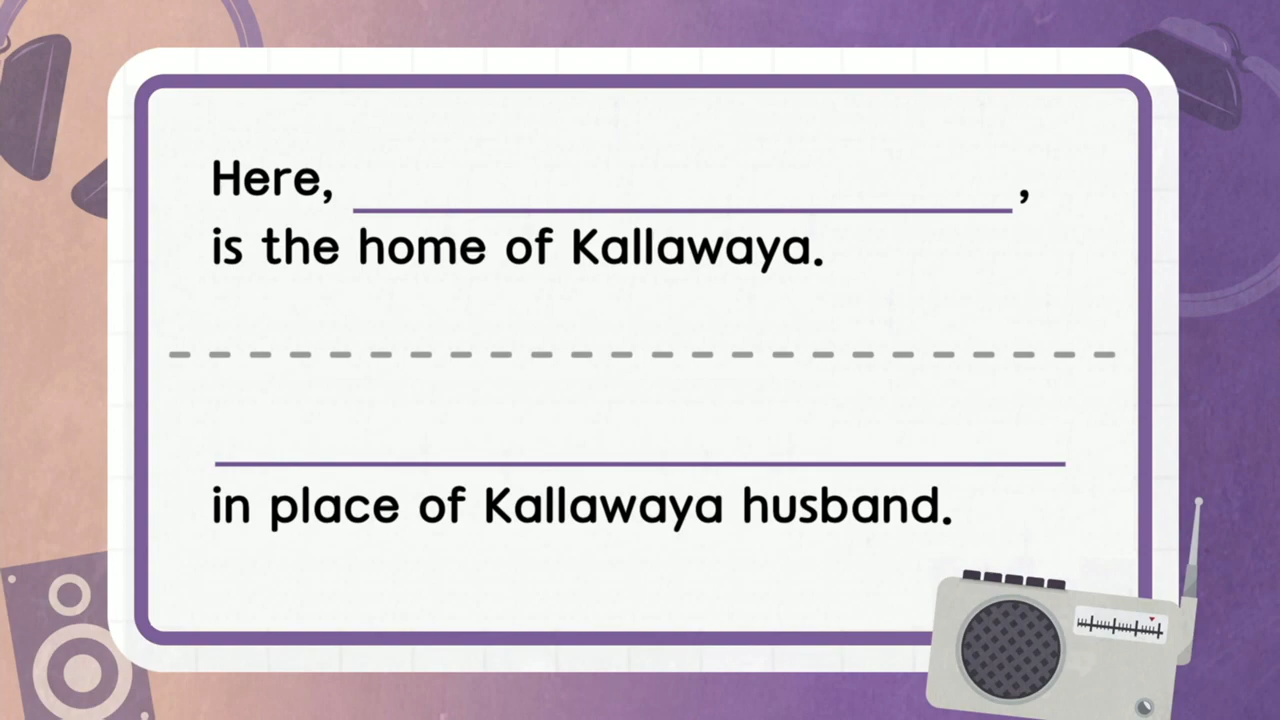 Here, ,
is the home of Kallawaya.
in place of Kallawaya husband.